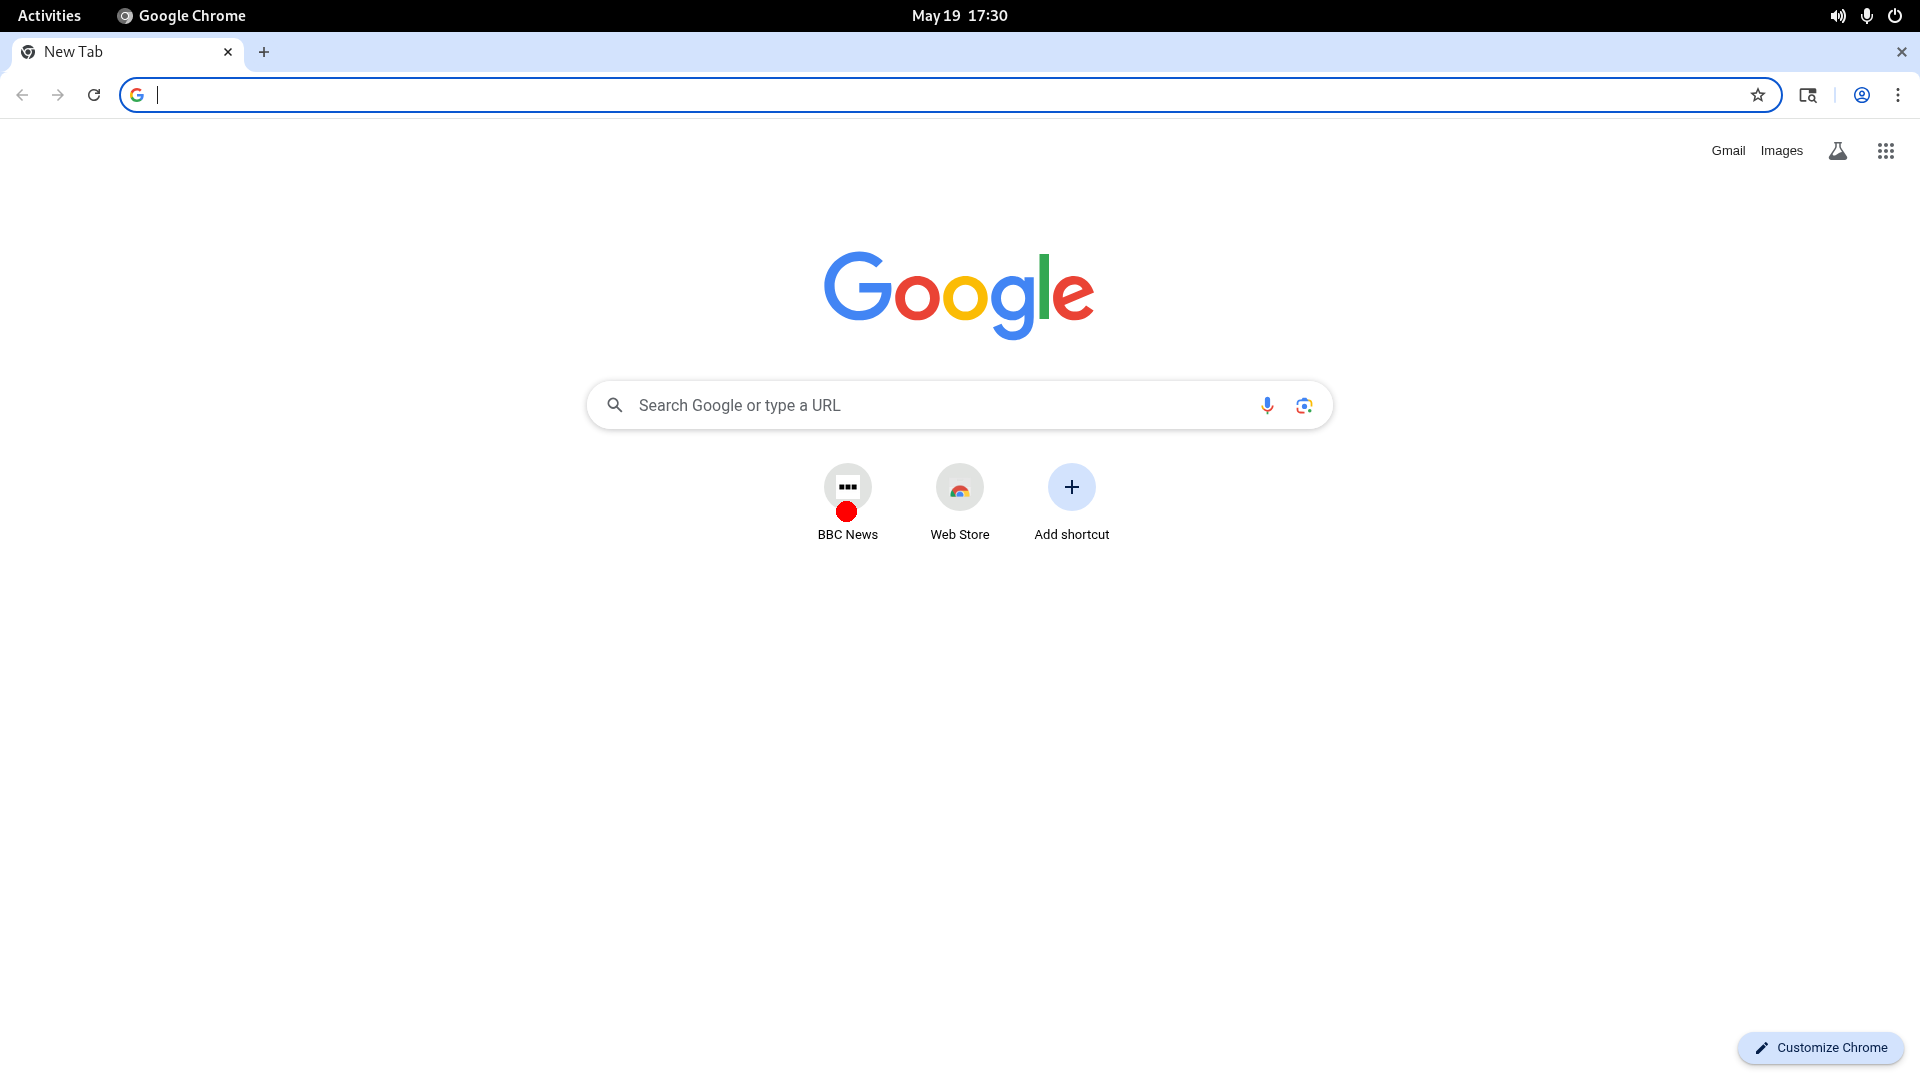 Activities Google Chrome May 19 17:30
New Tab
Gmail Images
Google
Search Google or type a URL
BBC News Web Store Add shortcut
Customize Chrome